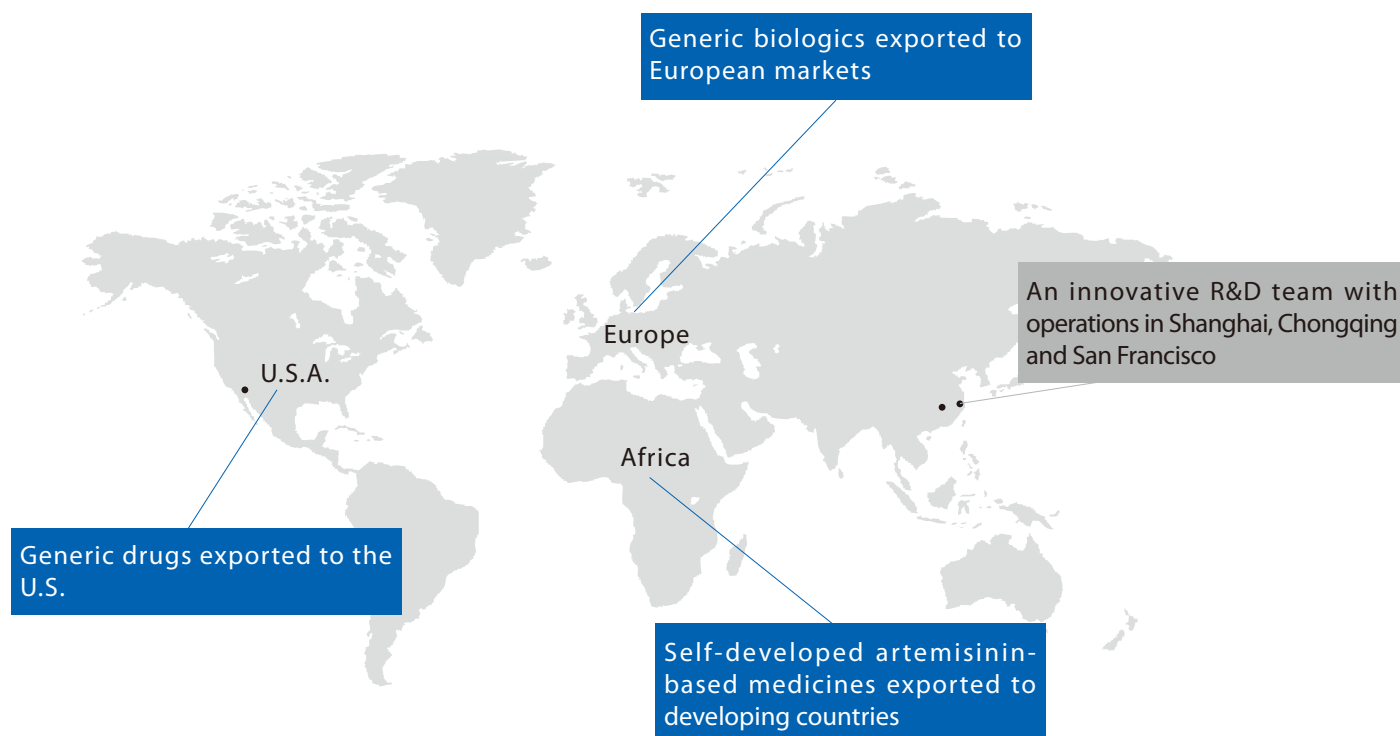 Generic biologics exported to
European markets
An innovative R&D team with
operations in Shanghai, Chongqing
and San Francisco
Europe
U.S.A.
Africa
Generic drugs exported to the
U.S.
Self-developed artemisinin-
based medicines exported to
developing countries